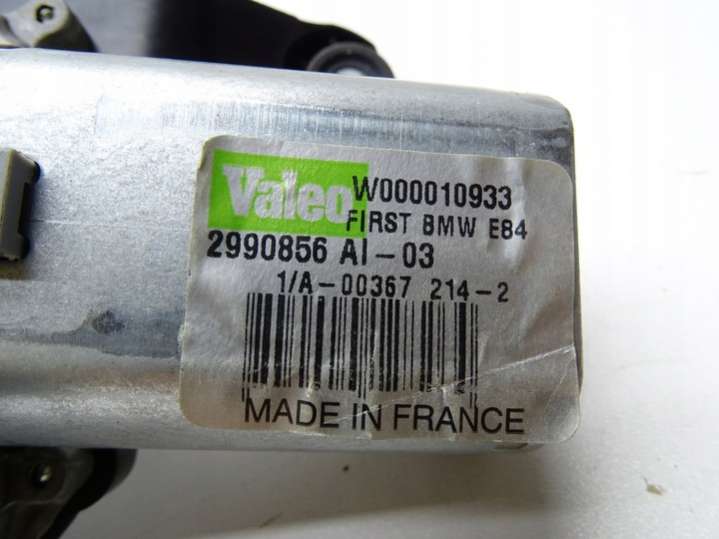 Valeo W000010933
FIRST BMW E84
2990856 AI-03
1/A-00367 214-2
MADE IN FRANCE